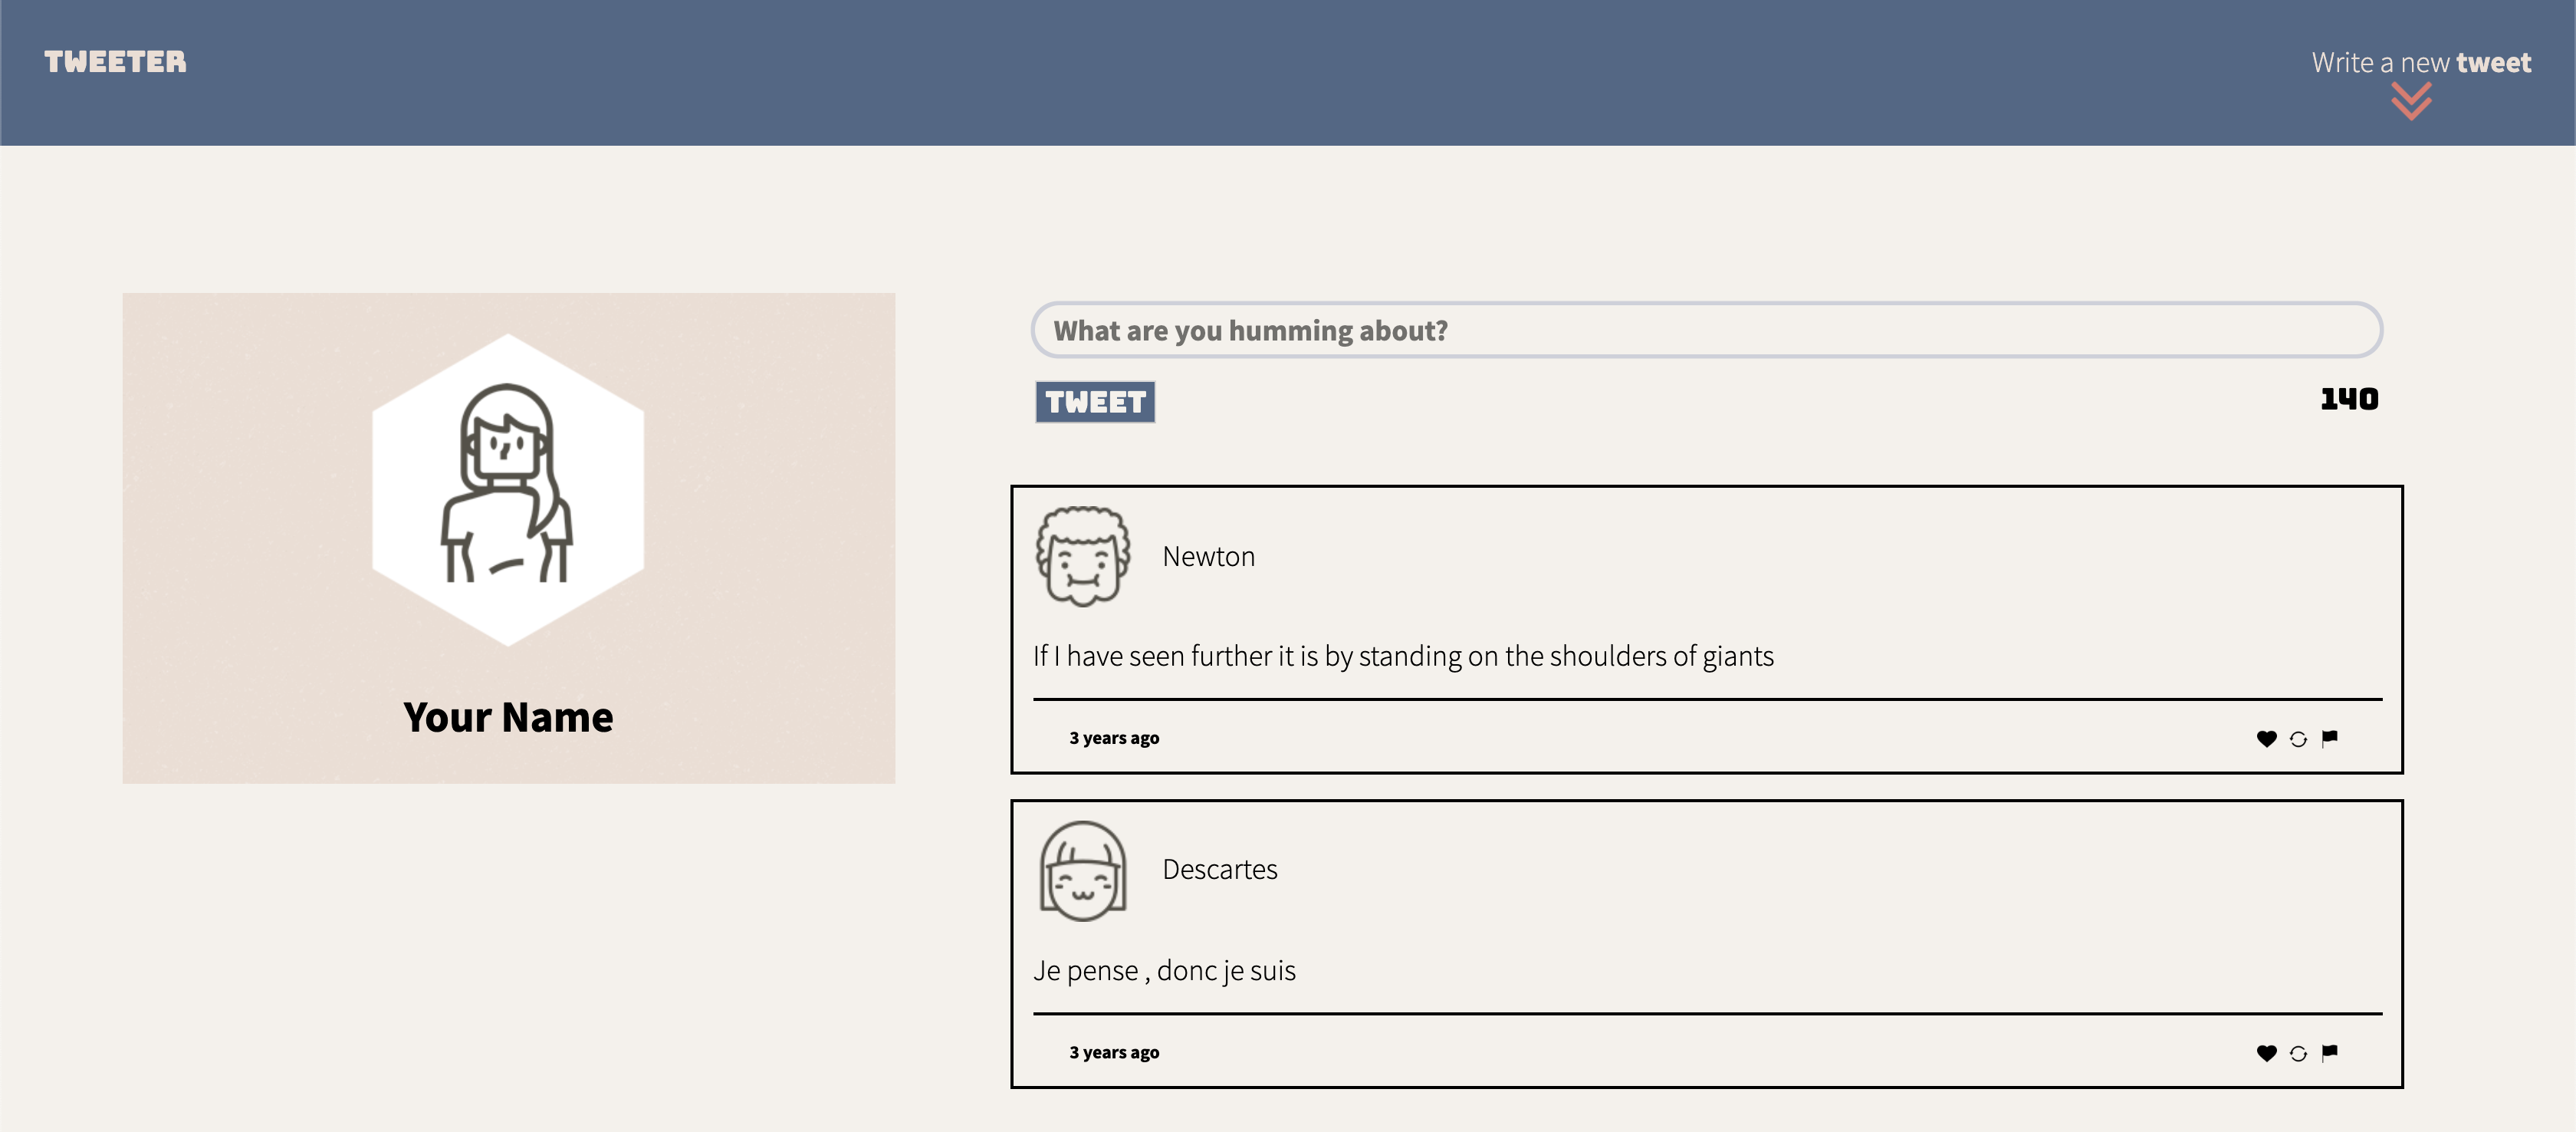 TWEETER
Write a new tweet
Your Name
What are you humming about?
TWEET
140
Newton
If I have seen further it is by standing on the shoulders of giants
3 years ago
Descartes
Je pense , donc je suis
3 years ago